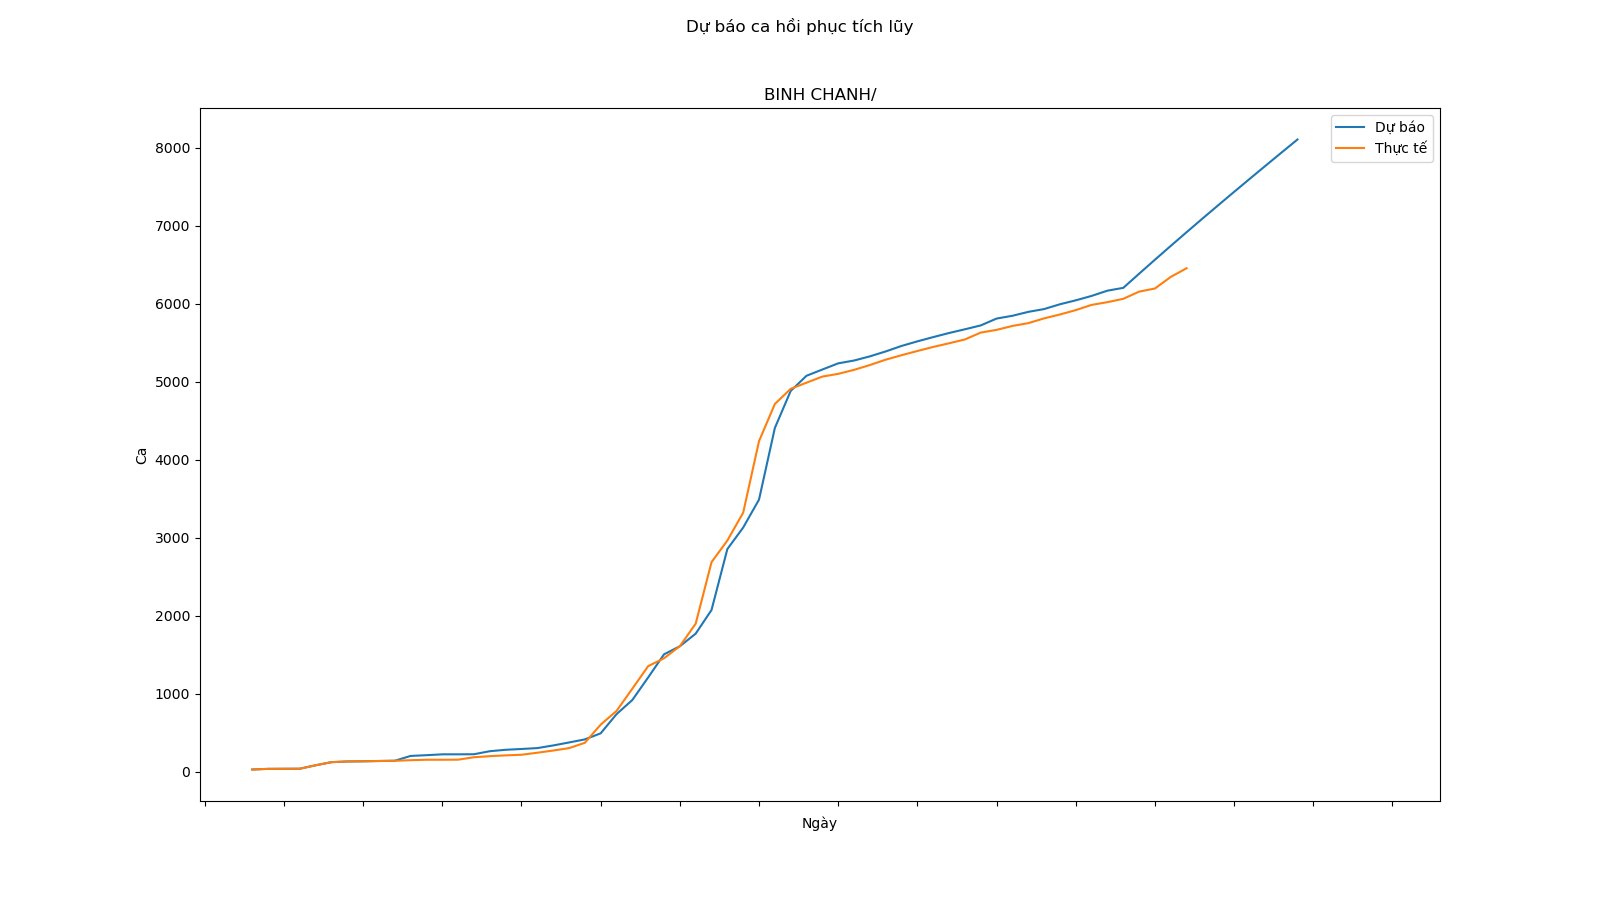 Dự báo ca hồi phục tích lũy
BINH CHANH/
Dự báo
Thực tế
8000
7000
6000
5000
4000
3000
2000
1000
0
Ca
Ngày